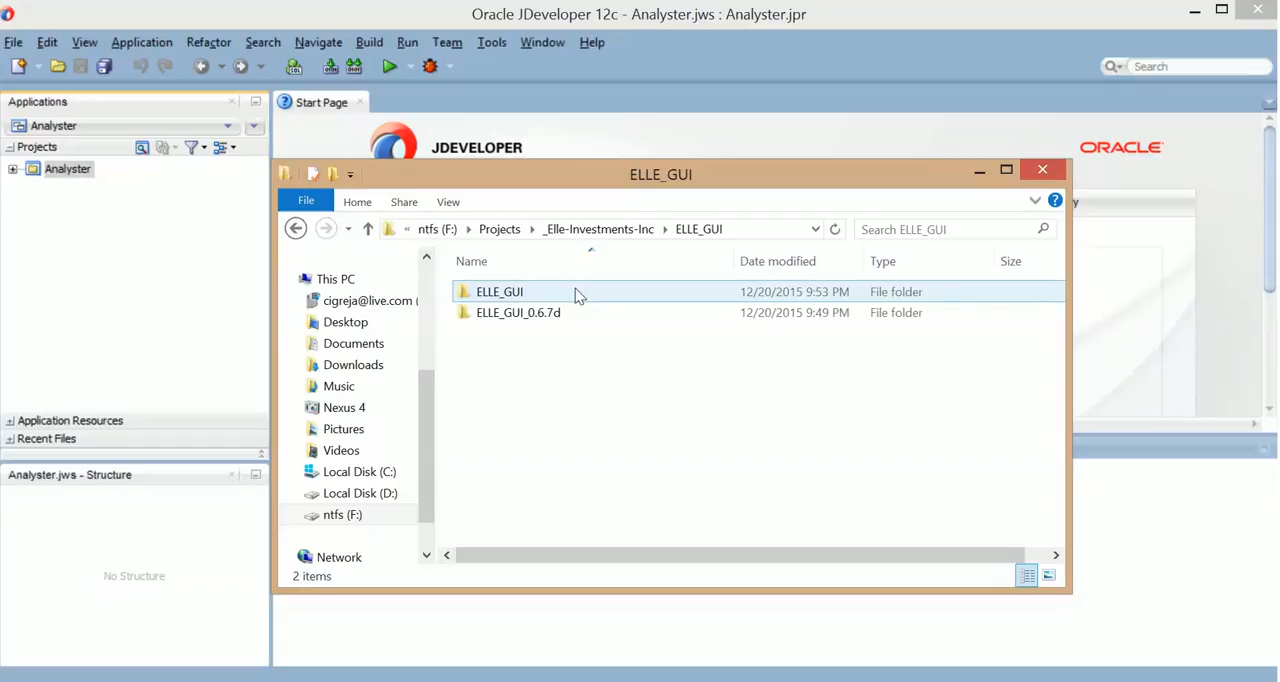 Oracle JDeveloper 12c - Analyster.jws : Analyster.jpr
File Edit View Application Refactor Search Navigate Build Run Team Tools Window Help
Search
Applications
Analyster
Projects
Analyster
Application Resources
Recent Files
Analyster.jws - Structure
No Structure
Start Page
JDEVELOPER
ORACLE
ELLE_GUI
File Home Share View
« ntfs (F:) Projects _Elle-Investments-Inc ELLE_GUI
Search ELLE_GUI
This PC
cigreja@live.com (
Desktop
Documents
Downloads
Music
Nexus 4
Pictures
Videos
Local Disk (C:)
Local Disk (D:)
ntfs (F:)
Network
Name Date modified Type Size
ELLE_GUI 12/20/2015 9:53 PM File folder
ELLE_GUI_0.6.7d 12/20/2015 9:49 PM File folder
2 items